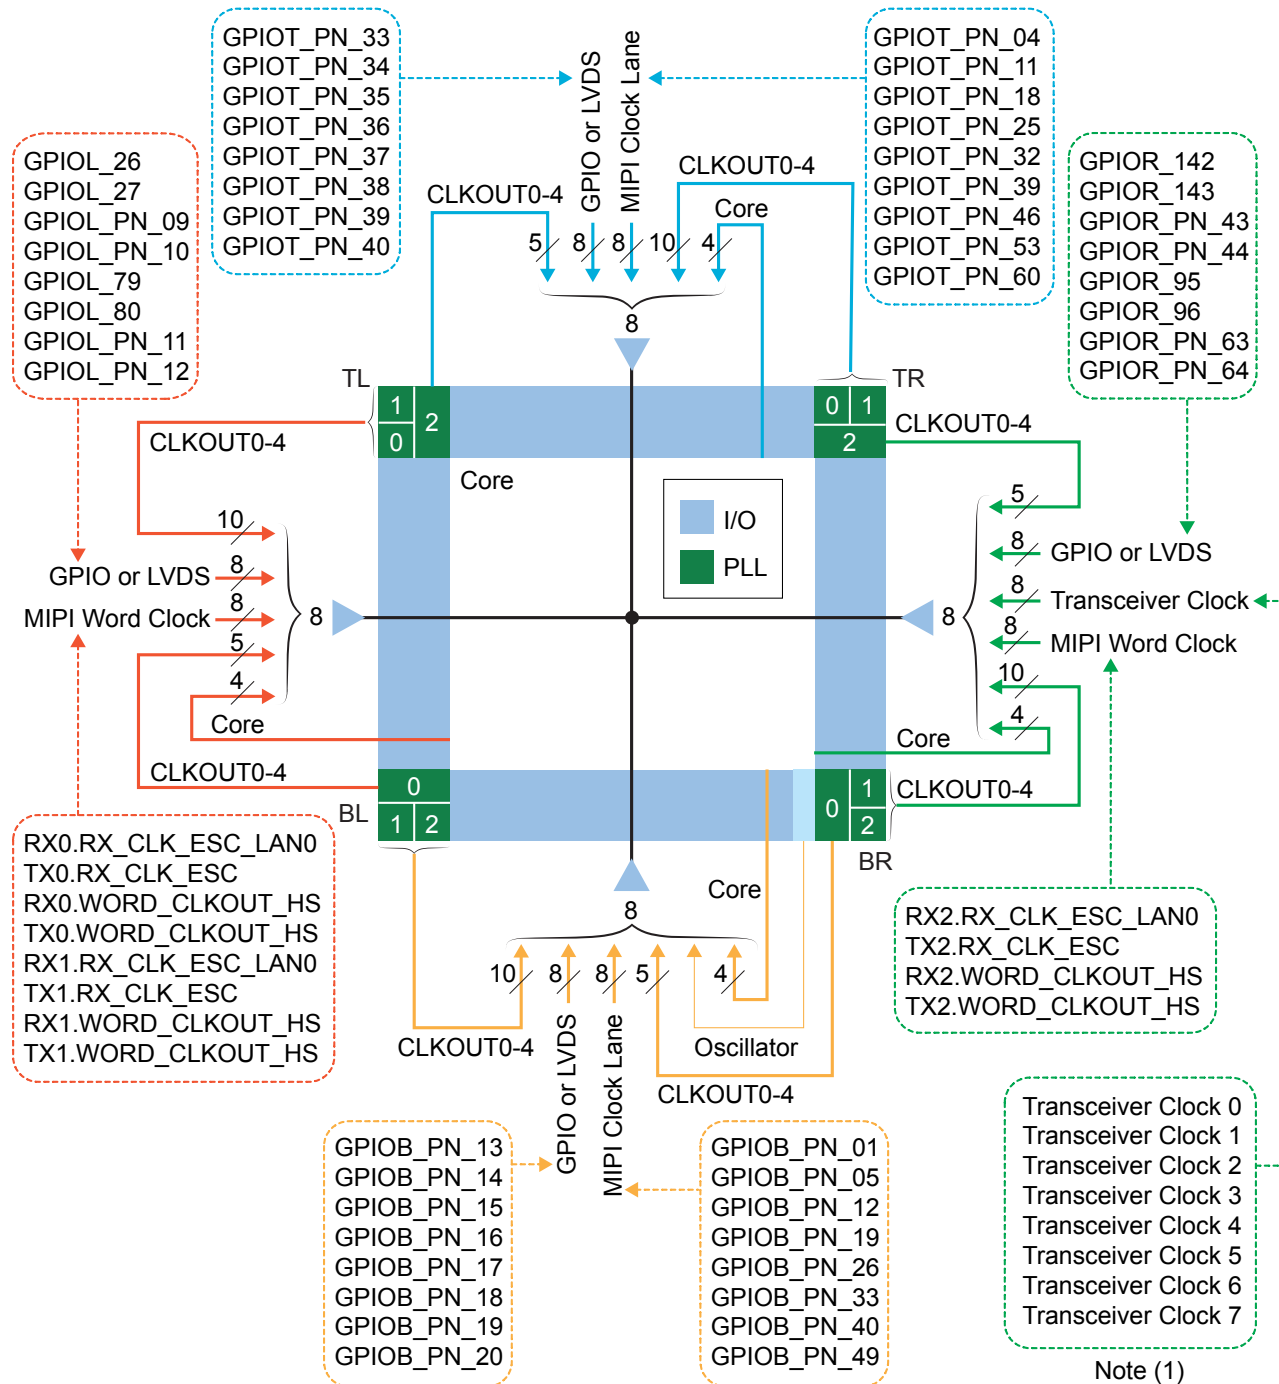 GPIOT_PN_33
GPIOT_PN_34
GPIOT_PN_35
GPIOT_PN_36
GPIOT_PN_37
GPIOT_PN_38
GPIOT_PN_39
GPIOT_PN_40
GPIO or LVDS
MIPI Clock Lane
GPIOT_PN_04
GPIOT_PN_11
GPIOT_PN_18
GPIOT_PN_25
GPIOT_PN_32
GPIOT_PN_39
GPIOT_PN_46
GPIOT_PN_53
GPIOT_PN_60
GPIOL_26
GPIOL_27
GPIOL_PN_09
GPIOL_PN_10
GPIOL_79
GPIOL_80
GPIOL_PN_11
GPIOL_PN_12
GPIOR_142
GPIOR_143
GPIOR_PN_43
GPIOR_PN_44
GPIOR_95
GPIOR_96
GPIOR_PN_63
GPIOR_PN_64
CLKOUT0-4
CLKOUT0-4
Core
5
8
8
10
4
8
TL
TR
1
0
2
0
1
2
CLKOUT0-4
CLKOUT0-4
Core
I/O
PLL
10
GPIO or LVDS
8
MIPI Word Clock
8
5
4
8
Core
CLKOUT0-4
5
8
GPIO or LVDS
8
Transceiver Clock
8
MIPI Word Clock
10
4
8
Core
CLKOUT0-4
0
1
2
BL
0
1
2
BR
RX0.RX_CLK_ESC_LAN0
TX0.RX_CLK_ESC
RX0.WORD_CLKOUT_HS
TX0.WORD_CLKOUT_HS
RX1.RX_CLK_ESC_LAN0
TX1.RX_CLK_ESC
RX1.WORD_CLKOUT_HS
TX1.WORD_CLKOUT_HS
Core
8
10
8
8
5
4
CLKOUT0-4
GPIO or LVDS
MIPI Clock Lane
Oscillator
CLKOUT0-4
RX2.RX_CLK_ESC_LAN0
TX2.RX_CLK_ESC
RX2.WORD_CLKOUT_HS
TX2.WORD_CLKOUT_HS
GPIOB_PN_13
GPIOB_PN_14
GPIOB_PN_15
GPIOB_PN_16
GPIOB_PN_17
GPIOB_PN_18
GPIOB_PN_19
GPIOB_PN_20
GPIOB_PN_01
GPIOB_PN_05
GPIOB_PN_12
GPIOB_PN_19
GPIOB_PN_26
GPIOB_PN_33
GPIOB_PN_40
GPIOB_PN_49
Transceiver Clock 0
Transceiver Clock 1
Transceiver Clock 2
Transceiver Clock 3
Transceiver Clock 4
Transceiver Clock 5
Transceiver Clock 6
Transceiver Clock 7
Note (1)